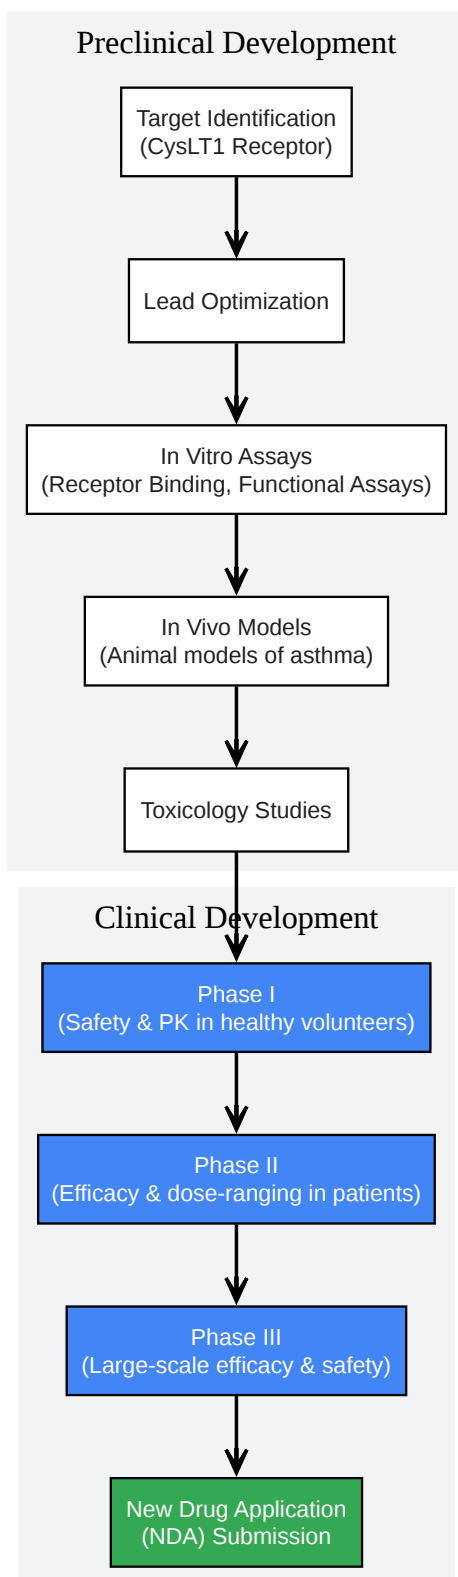 Preclinical Development
Target Identification
(CysLT1 Receptor)
Lead Optimization
In Vitro Assays
(Receptor Binding, Functional Assays)
In Vivo Models
(Animal models of asthma)
Toxicology Studies
Clinical Development
Phase I
(Safety & PK in healthy volunteers)
Phase II
(Efficacy & dose-ranging in patients)
Phase III
(Large-scale efficacy & safety)
New Drug Application
(NDA) Submission